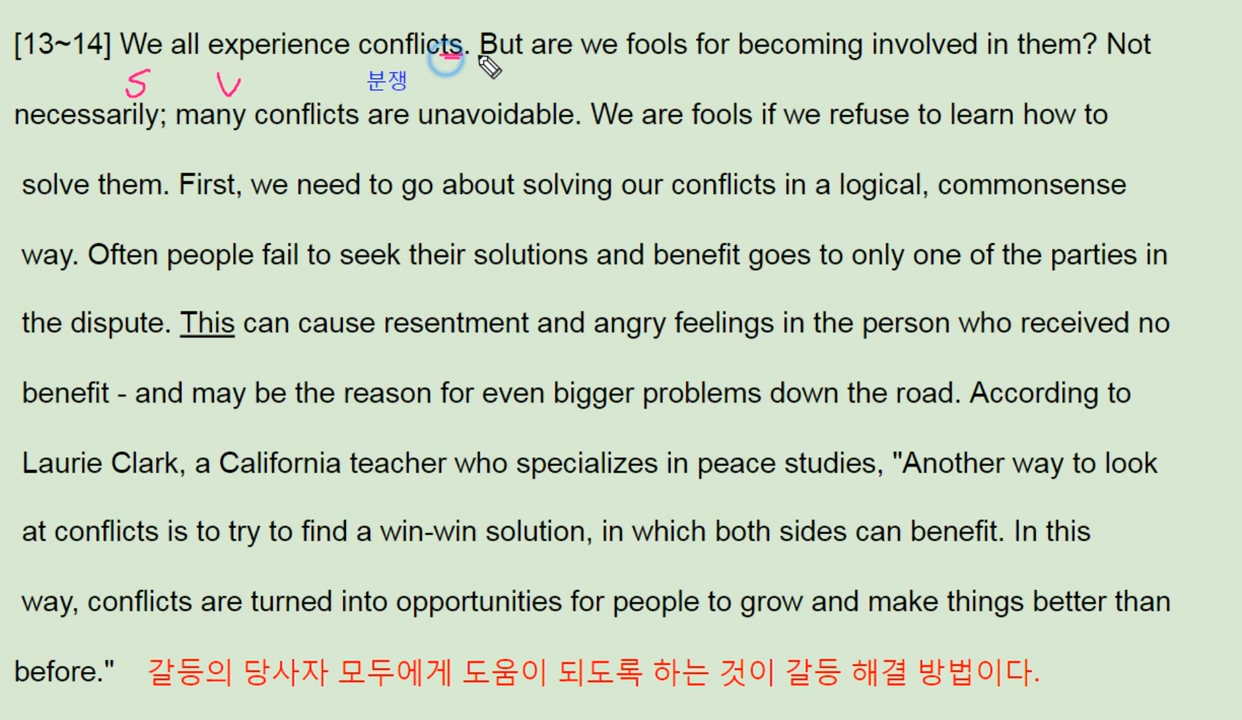 [13~14] We all experience conflicts. But are we fools for becoming involved in them? Not
S V 분쟁
necessarily; many conflicts are unavoidable. We are fools if we refuse to learn how to
solve them. First, we need to go about solving our conflicts in a logical, commonsense
way. Often people fail to seek their solutions and benefit goes to only one of the parties in
the dispute. This can cause resentment and angry feelings in the person who received no
benefit - and may be the reason for even bigger problems down the road. According to
Laurie Clark, a California teacher who specializes in peace studies, "Another way to look
at conflicts is to try to find a win-win solution, in which both sides can benefit. In this
way, conflicts are turned into opportunities for people to grow and make things better than
before." 갈등의 당사자 모두에게 도움이 되도록 하는 것이 갈등 해결 방법이다.